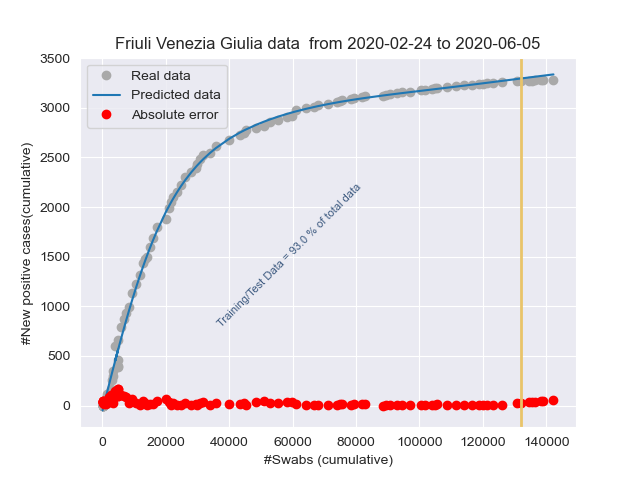 Friuli Venezia Giulia data  from 2020-02-24 to 2020-06-05
3500
3000
2500
2000
1500
1000
500
0
#New positive cases(cumulative)
Real data
Predicted data
Absolute error
Training/Test Data = 93.0 % of total data
0 20000 40000 60000 80000 100000 120000 140000
#Swabs (cumulative)